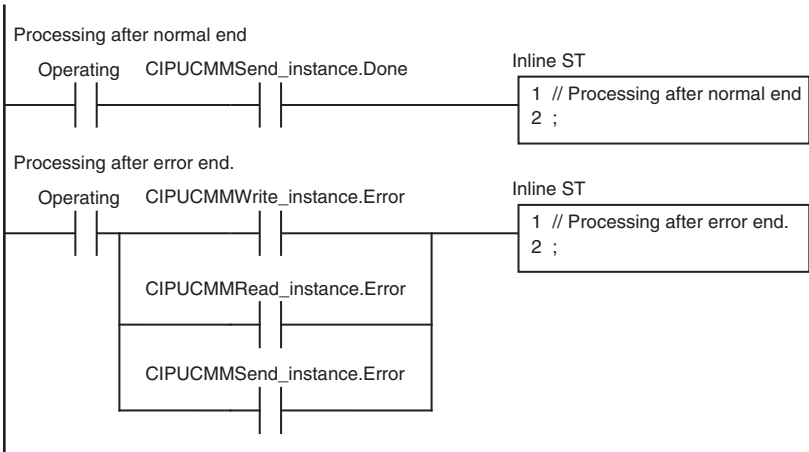 Processing after normal end
Operating CIPUCMMSend_instance.Done Inline ST
1 // Processing after normal end
2 ;
Processing after error end.
Operating CIPUCMMWrite_instance.Error Inline ST
1 // Processing after error end.
2 ;
CIPUCMMRead_instance.Error
CIPUCMMSend_instance.Error